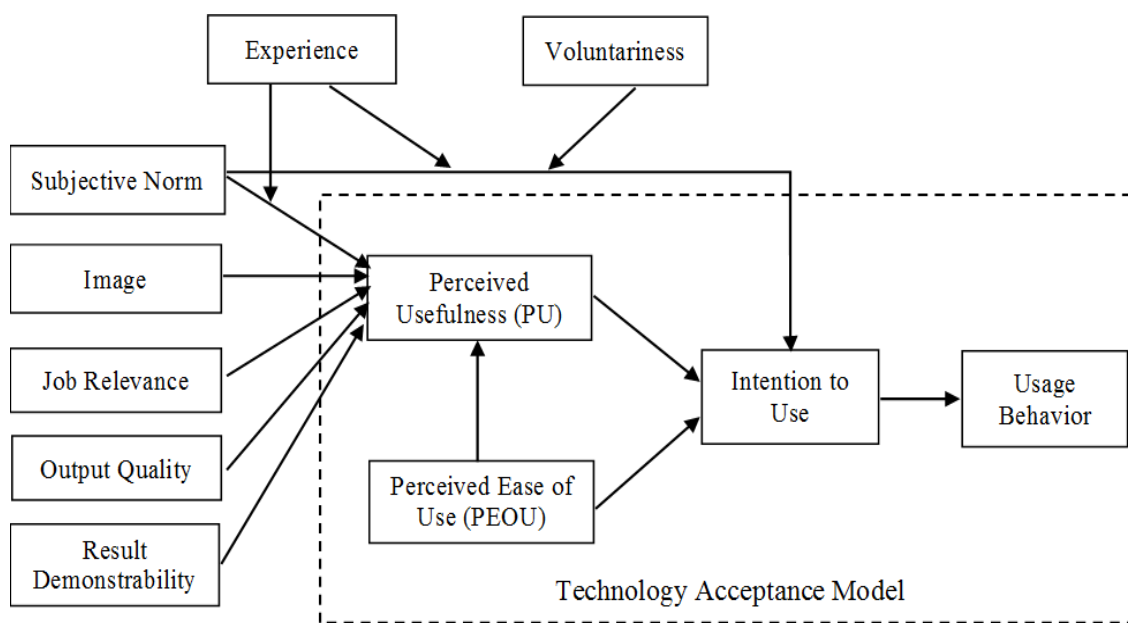 Experience
Voluntariness
Subjective Norm
Image
Perceived
Usefulness (PU)
Job Relevance
Intention to
Use
Usage
Behavior
Output Quality
Perceived Ease of
Use (PEOU)
Result
Demonstrability
Technology Acceptance Model